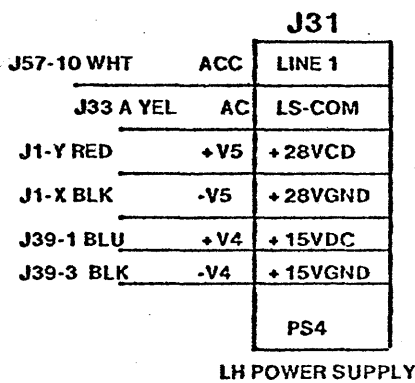 J31
J57-10 WHT ACC LINE 1
J33 A YEL AC LS-COM
J1-Y RED +V5 +28VCD
J1-X BLK -V5 +28VGND
J39-1 BLU +V4 +15VDC
J39-3 BLK -V4 +15VGND
PS4
LH POWER SUPPLY